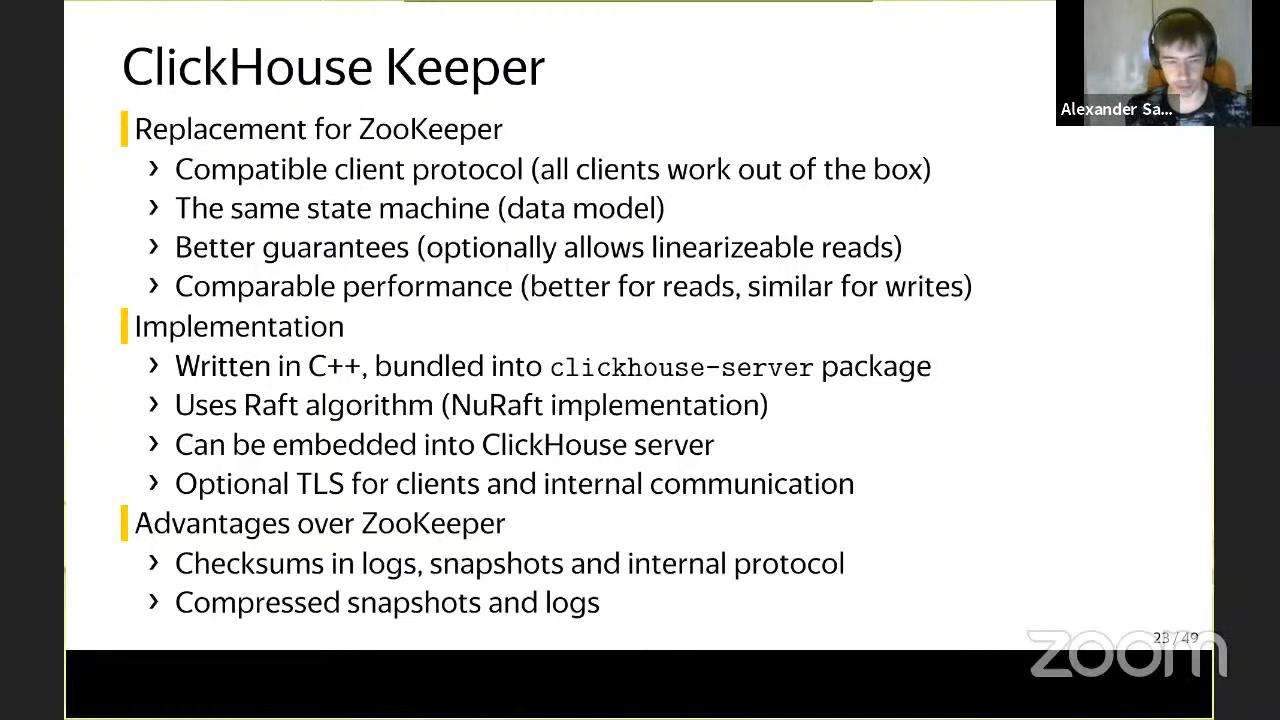 ClickHouse Keeper
Replacement for ZooKeeper
› Compatible client protocol (all clients work out of the box)
› The same state machine (data model)
› Better guarantees (optionally allows linearizeable reads)
› Comparable performance (better for reads, similar for writes)
Implementation
› Written in C++, bundled into clickhouse-server package
› Uses Raft algorithm (NuRaft implementation)
› Can be embedded into ClickHouse server
› Optional TLS for clients and internal communication
Advantages over ZooKeeper
› Checksums in logs, snapshots and internal protocol
› Compressed snapshots and logs
Alexander Sa...
23 / 49
zoom